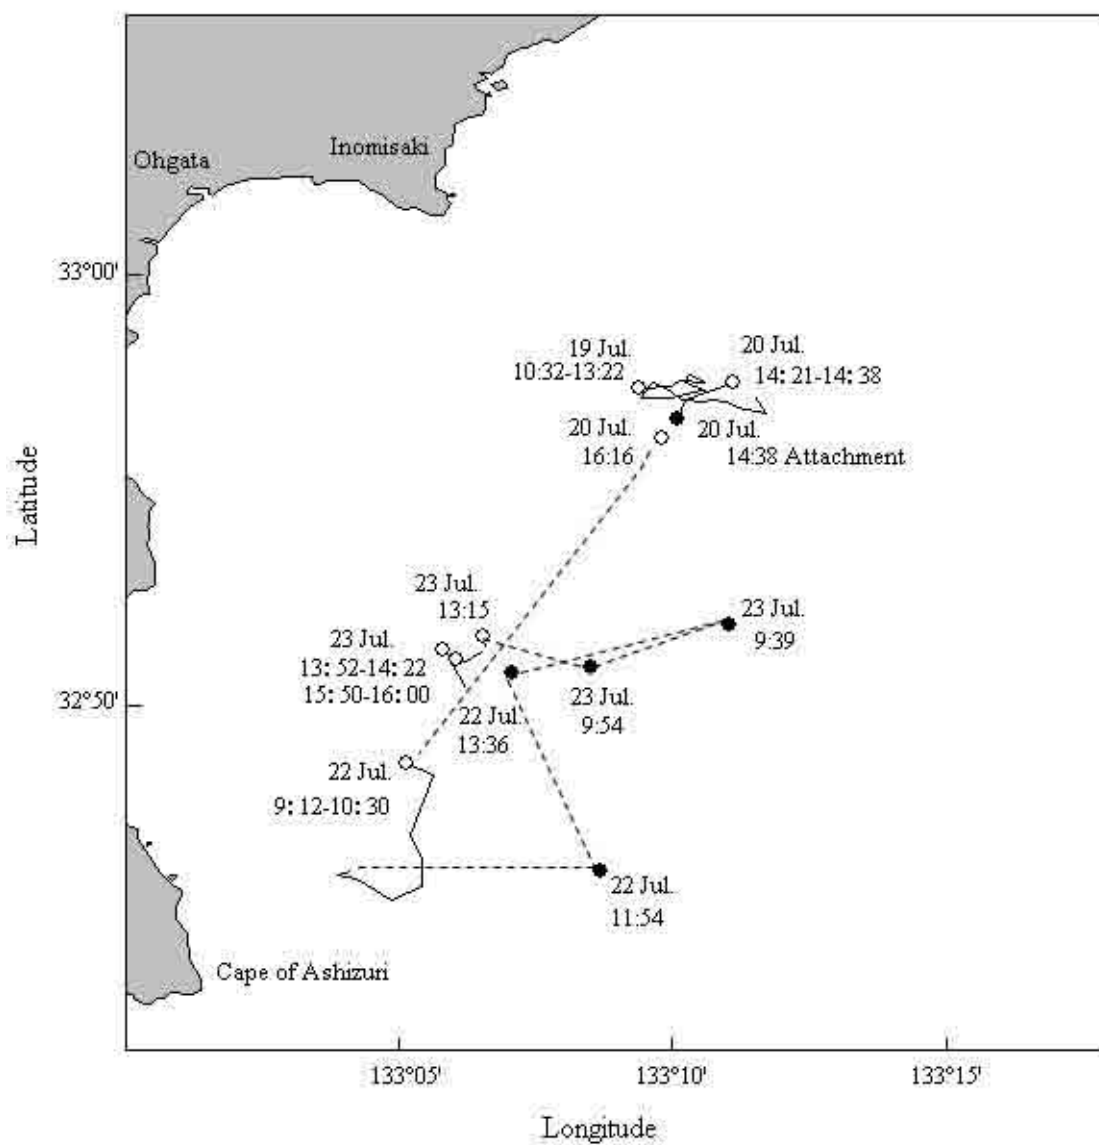 Inomisaki
Ohgata
33°00'
19 Jul.
10:32-13:22
20 Jul.
14:21-14:38
20 Jul.
16:16
20 Jul.
14:38 Attachment
Latitude
23 Jul.
13:15
23 Jul.
9:39
23 Jul.
13:52-14:22
15:50-16:00
32°50'
22 Jul.
13:36
23 Jul.
9:54
22 Jul.
9:12-10:30
22 Jul.
11:54
Cape of Ashizuri
133°05'
133°10'
133°15'
Longitude